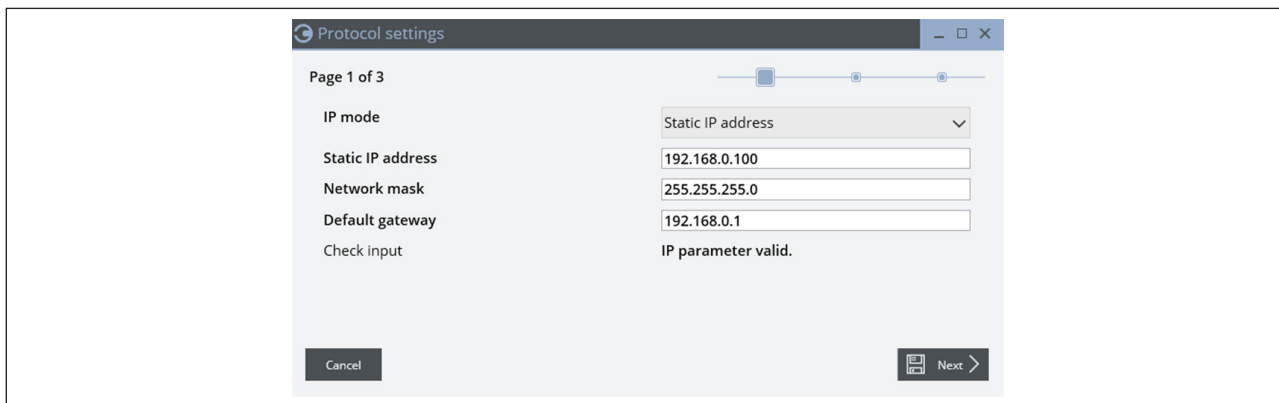 Protocol settings
Page 1 of 3
IP mode
Static IP address
Static IP address
192.168.0.100
Network mask
255.255.255.0
Default gateway
192.168.0.1
Check input
IP parameter valid.
Cancel
Next